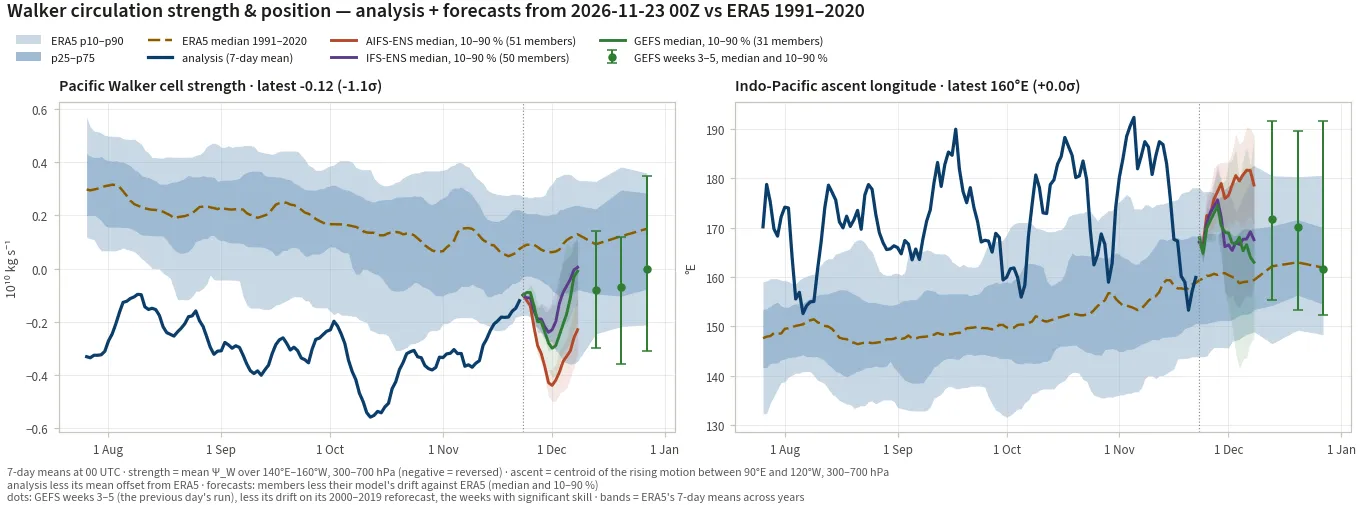 Walker circulation strength & position — analysis + forecasts from 2026-11-23 00Z vs ERA5 1991–2020
ERA5 p10–p90
ERA5 median 1991–2020
AIFS-ENS median, 10–90 % (51 members)
GEFS median, 10–90 % (31 members)
p25–p75
analysis (7-day mean)
IFS-ENS median, 10–90 % (50 members)
GEFS weeks 3–5, median and 10–90 %
Pacific Walker cell strength · latest -0.12 (-1.1σ)
10¹⁰ kg s⁻¹
0.6
0.4
0.2
0.0
−0.2
−0.4
−0.6
1 Aug
1 Sep
1 Oct
1 Nov
1 Dec
1 Jan
Indo-Pacific ascent longitude · latest 160°E (+0.0σ)
°E
190
180
170
160
150
140
130
1 Aug
1 Sep
1 Oct
1 Nov
1 Dec
1 Jan
7-day means at 00 UTC · strength = mean Ψ_W over 140°E–160°W, 300–700 hPa (negative = reversed) · ascent = centroid of the rising motion between 90°E and 120°W, 300–700 hPa
analysis less its mean offset from ERA5 · forecasts: members less their model's drift against ERA5 (median and 10–90 %)
dots: GEFS weeks 3–5 (the previous day's run), less its drift on its 2000–2019 reforecast, the weeks with significant skill · bands = ERA5's 7-day means across years